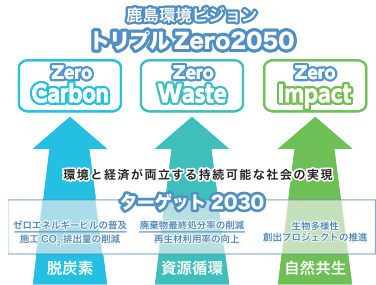 鹿島環境ビジョン
トリプルZero2050
Zero
Carbon
Zero
Waste
Zero
Impact
環境と経済が両立する持続可能な社会の実現
ターゲット2030
ゼロエネルギービルの普及
施工CO₂排出量の削減
廃棄物最終処分率の削減
再生材利用率の向上
生物多様性
創出プロジェクトの推進
脱炭素
資源循環
自然共生